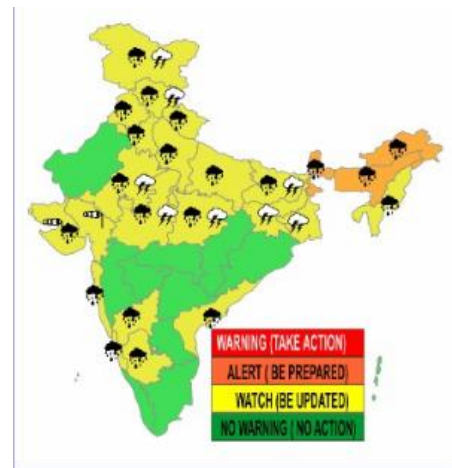 WARNING (TAKE ACTION)
ALERT ( BE PREPARED)
WATCH (BE UPDATED)
NO WARNING ( NO ACTION)